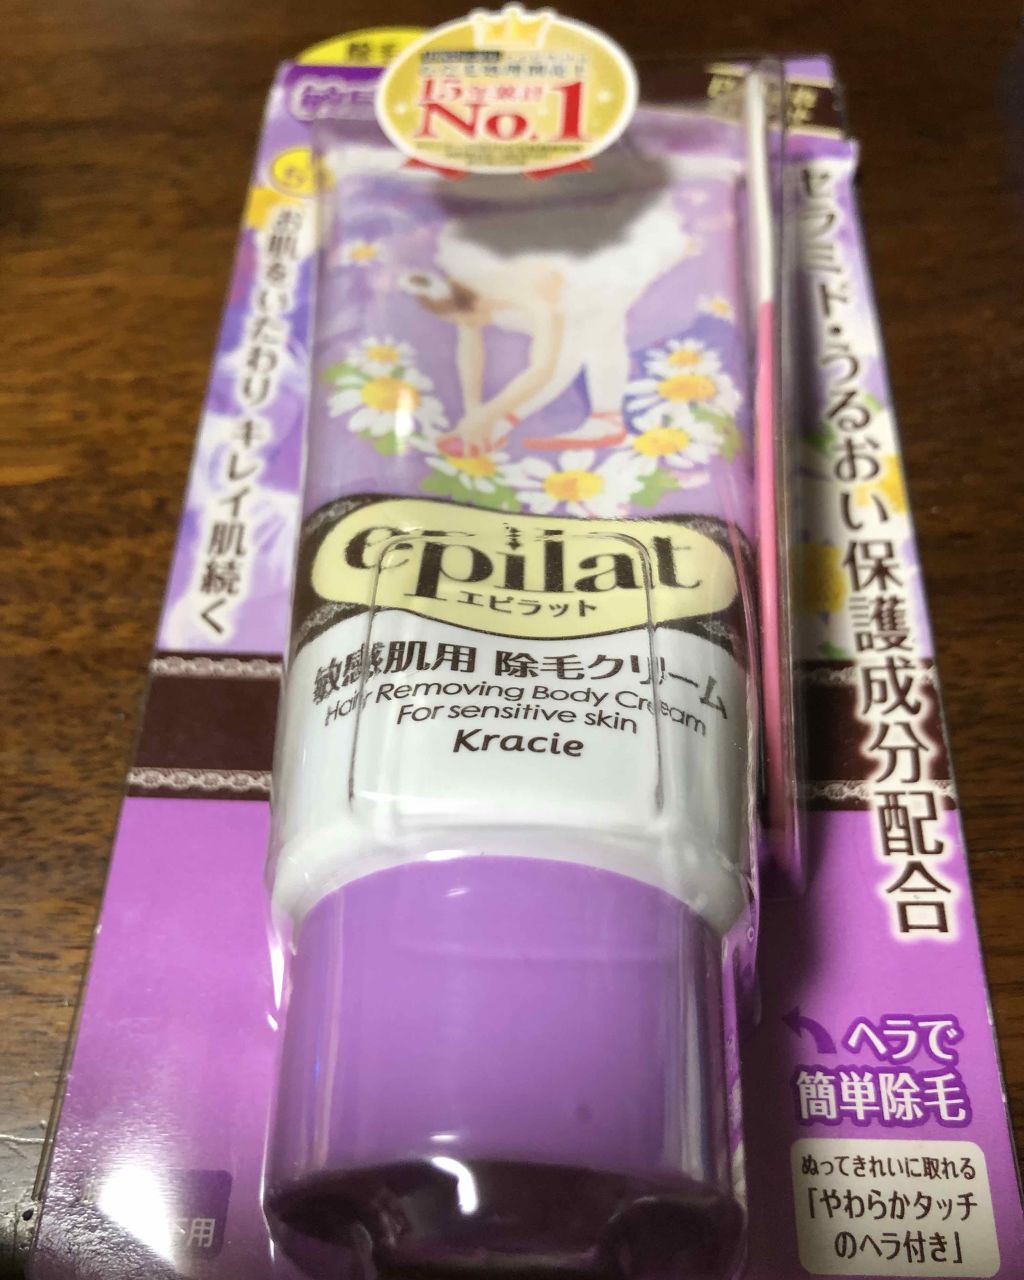 除毛
15年累計
No.1
お肌をいたわり キレイ肌続く
セラミド・うるおい保護成分配合
epilat
エピラット
敏感肌用 除毛クリーム
Hair Removing Body Cream
For sensitive skin
Kracie
ヘラで
簡単除毛
ぬってきれいに取れる
「やわらかタッチ
のヘラ付き」
用